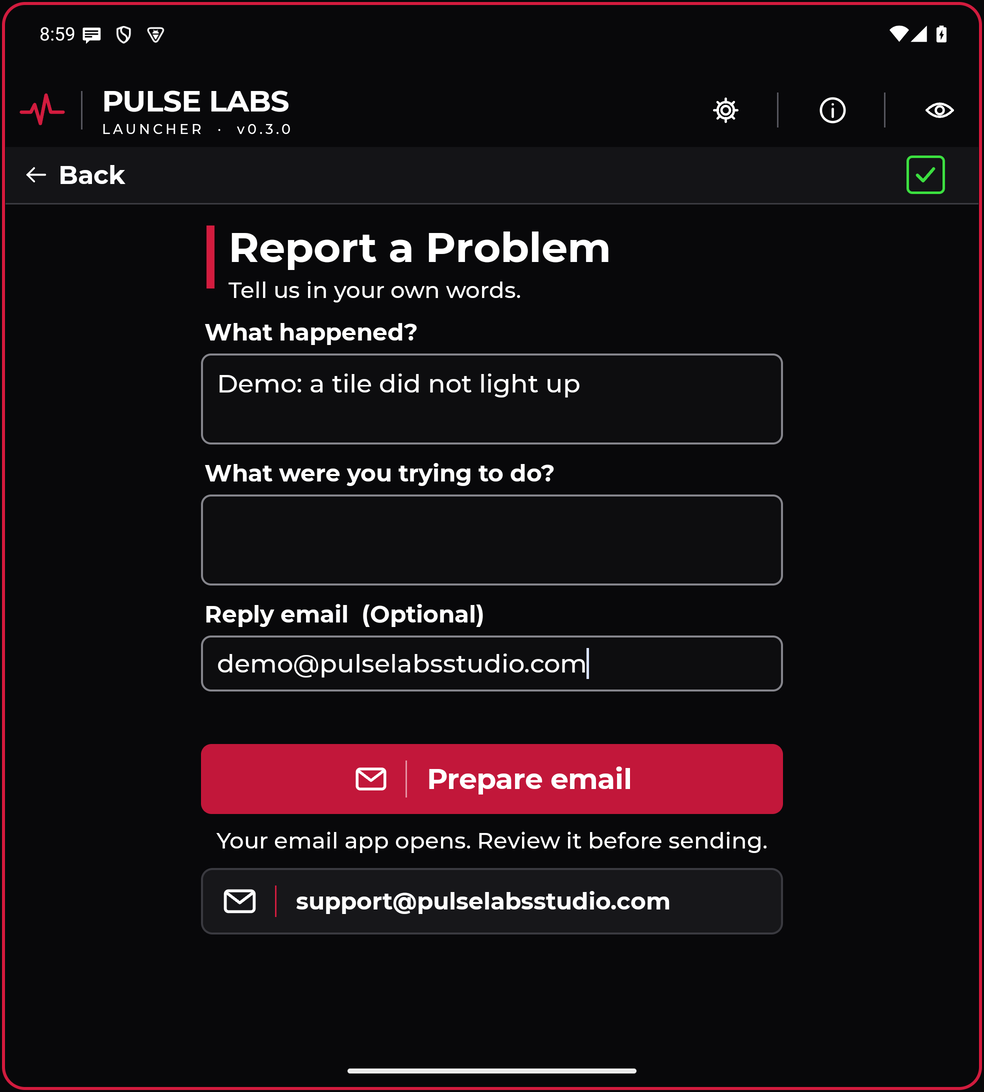 8:59
PULSE LABS
LAUNCHER · v0.3.0
Back
Report a Problem
Tell us in your own words.
What happened?
Demo: a tile did not light up
What were you trying to do?
Reply email (Optional)
demo@pulselabsstudio.com
Prepare email
Your email app opens. Review it before sending.
support@pulselabsstudio.com